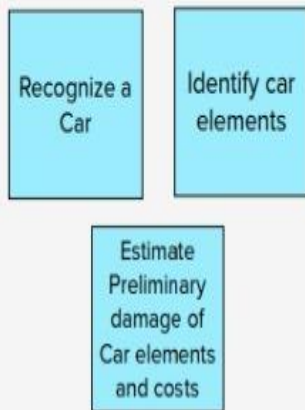 Recognize a
Car
Identify car
elements
Estimate
Preliminary
damage of
Car elements
and costs